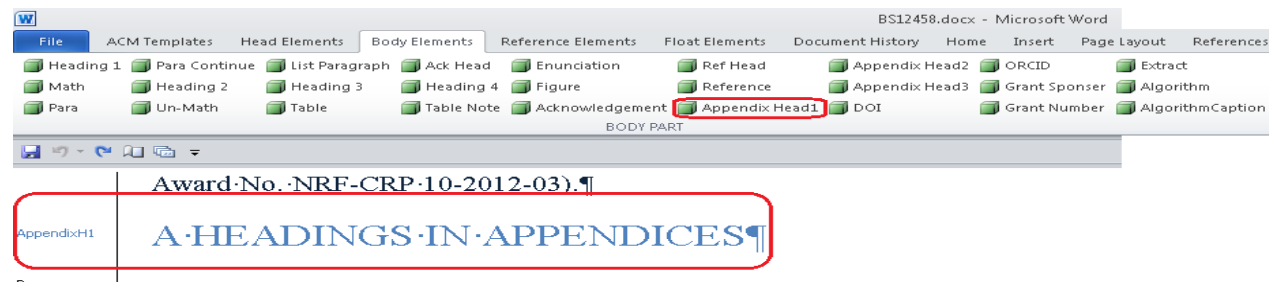 W
BS12458.docx - Microsoft Word
File ACM Templates Head Elements Body Elements Reference Elements Float Elements Document History Home Insert Page Layout References
Heading 1 Para Continue List Paragraph Ack Head Enunciation Ref Head Appendix Head2 ORCID Extract
Math Heading 2 Heading 3 Heading 4 Figure Reference Appendix Head3 Grant Sponser Algorithm
Para Un-Math Table Table Note Acknowledgement Appendix Head1 DOI Grant Number AlgorithmCaption
BODY PART
Award·No.·NRF-CRP·10-2012-03).¶
AppendixH1 A·HEADINGS·IN·APPENDICES¶